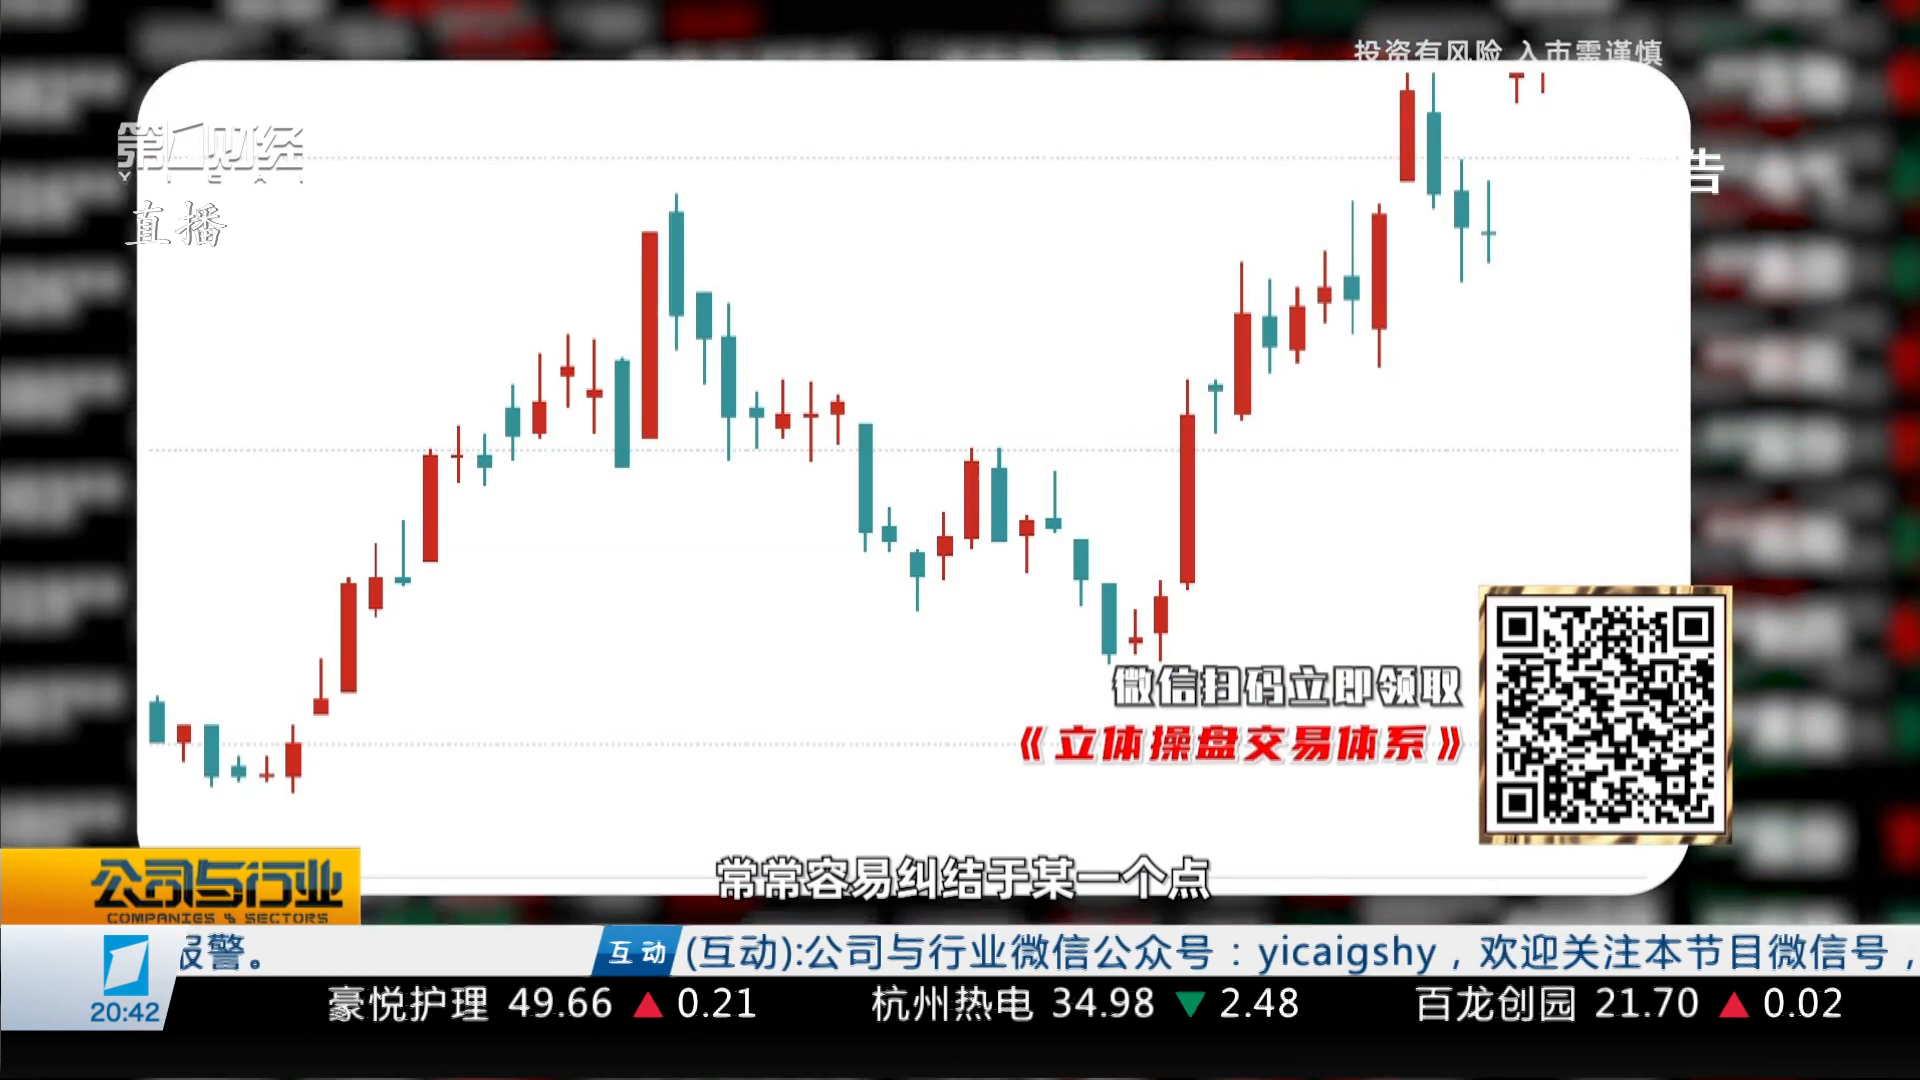 投资有风险 入市需谨慎
第一财经
YICAI
告
直播
微信扫码立即领取
《立体操盘交易体系》
常常容易纠结于某一个点
公司与行业
COMPANIES & SECTORS
报警。 互动 (互动):公司与行业微信公众号：yicaigshy，欢迎关注本节目微信号，
20:42
豪悦护理 49.66 ▲ 0.21 杭州热电 34.98 ▼ 2.48 百龙创园 21.70 ▲ 0.02